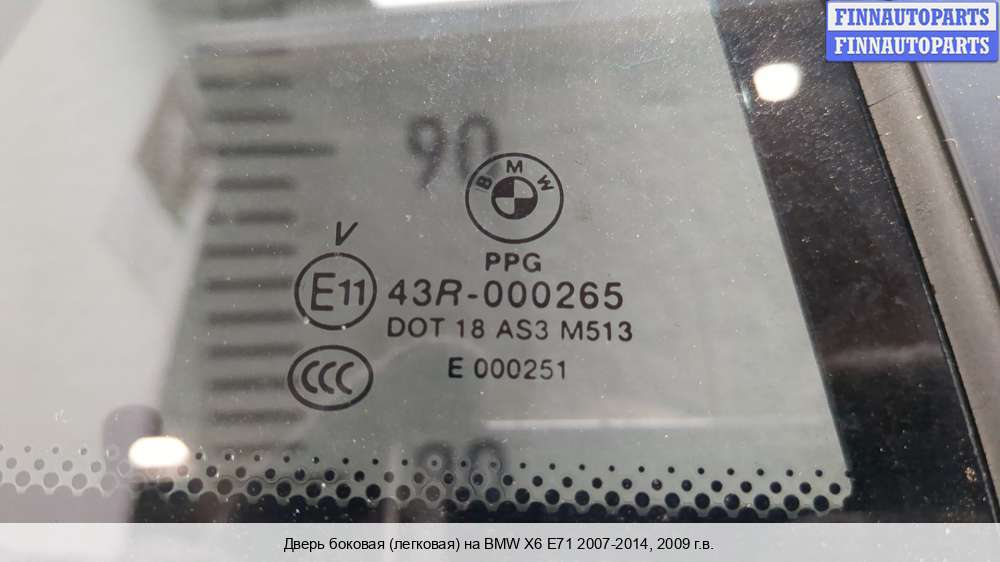 FINNAUTOPARTS
FINNAUTOPARTS
90
BMW
V
PPG
E11 43R-000265
DOT 18 AS3 M513
CCC
E 000251
Дверь боковая (легковая) на BMW X6 E71 2007-2014, 2009 г.в.